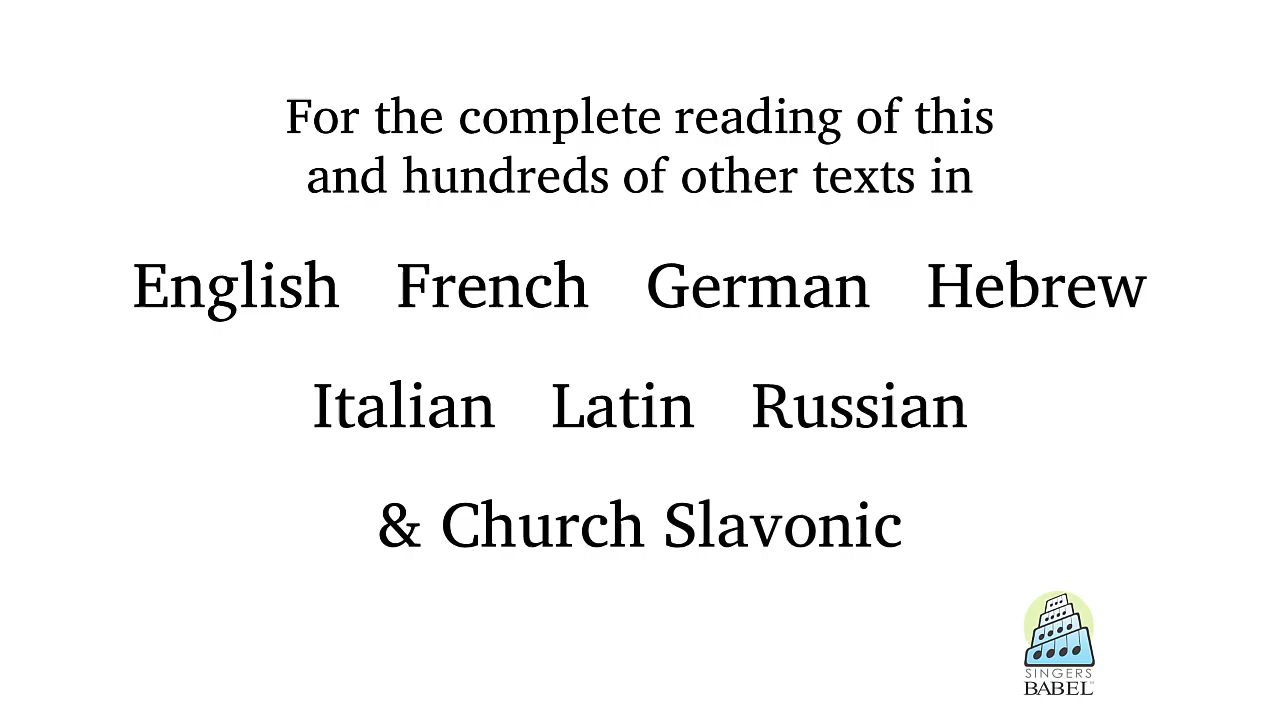 For the complete reading of this
and hundreds of other texts in
English French German Hebrew
Italian Latin Russian
& Church Slavonic
SINGERS
BABEL